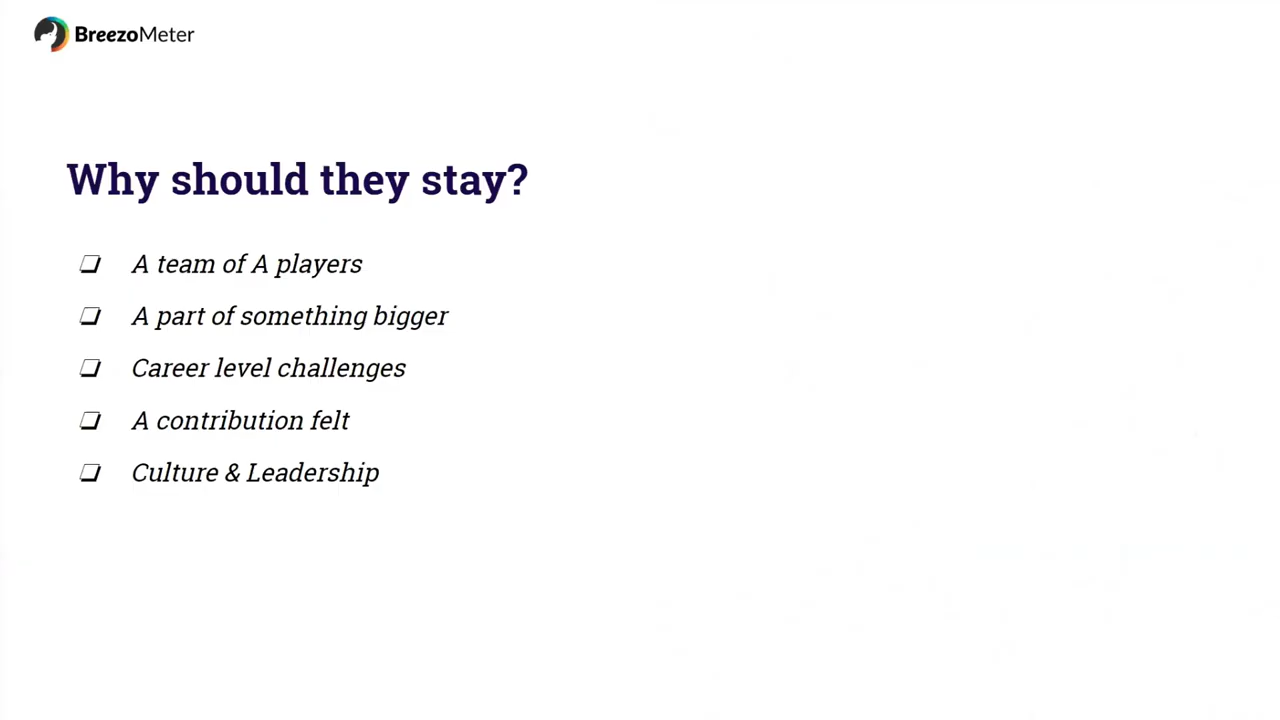 BreezoMeter
Why should they stay?
❏ A team of A players
❏ A part of something bigger
❏ Career level challenges
❏ A contribution felt
❏ Culture & Leadership